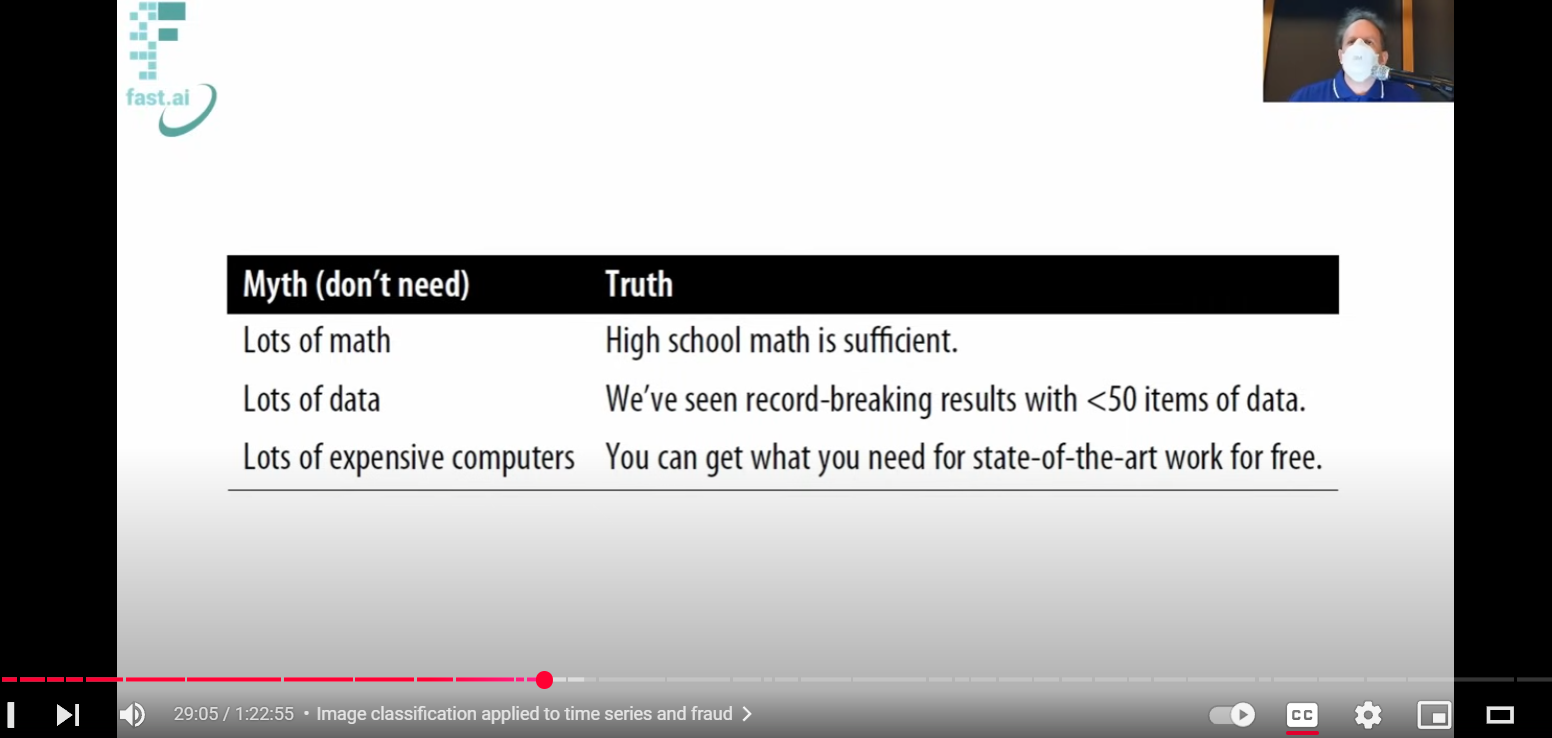 fast.ai
Myth (don't need) Truth
Lots of math High school math is sufficient.
Lots of data We've seen record-breaking results with <50 items of data.
Lots of expensive computers You can get what you need for state-of-the-art work for free.
29:05 / 1:22:55 • Image classification applied to time series and fraud
CC